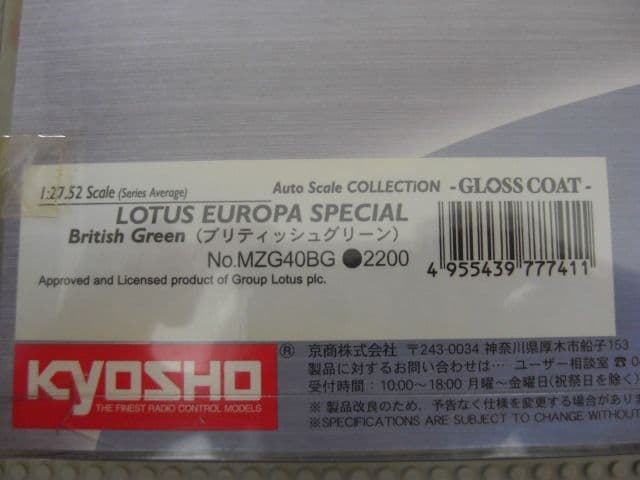 1:27.52 Scale (Series Average) Auto Scale COLLECTION - GLOSS COAT -
LOTUS EUROPA SPECIAL
British Green (ブリティッシュグリーン)
No.MZG40BG ●2200
Approved and Licensed product of Group Lotus plc.
4 955439 777411
KYOSHO ®
THE FINEST RADIO CONTROL MODELS
京商株式会社 〒243-0034 神奈川県厚木市船子153
製品に対するお問い合わせは… ユーザー相談室 ☎0
受付時間:10:00~18:00 月曜~金曜日(祝祭日を除く)
※ 製品改良のため、予告なく仕様を変更する場合があり
※SPECIFICATIONS ARE SUBJECT TO CHANGE WITHOUT